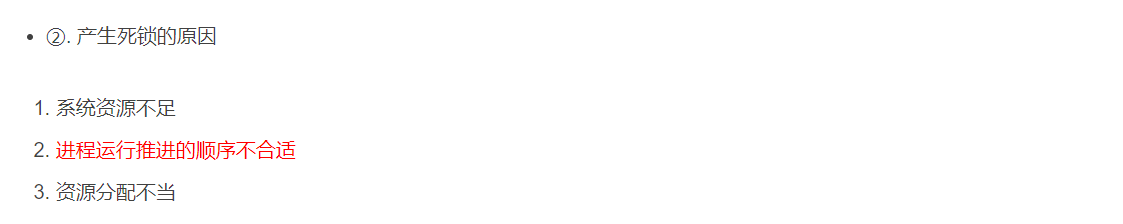 • ②. 产生死锁的原因
1. 系统资源不足
2. 进程运行推进的顺序不合适
3. 资源分配不当